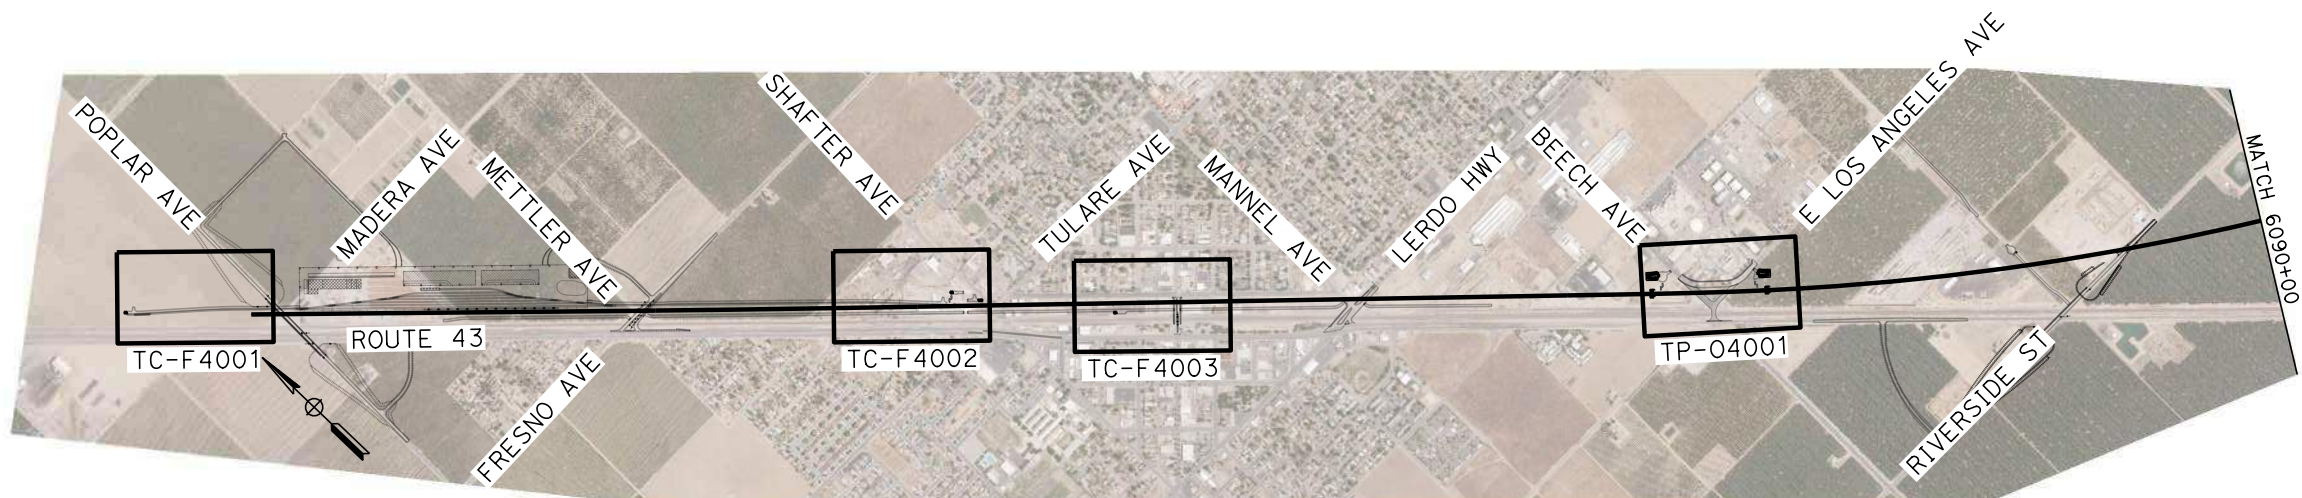 POPLAR AVE
MADERA AVE
METTLER AVE
SHAFTER AVE
TULARE AVE
MANNEL AVE
LERDO HWY
BEECH AVE
E LOS ANGELES AVE
MATCH 6090+00
ROUTE 43
TC-F4001
TC-F4002
TC-F4003
TP-04001
FRESNO AVE
RIVERSIDE ST